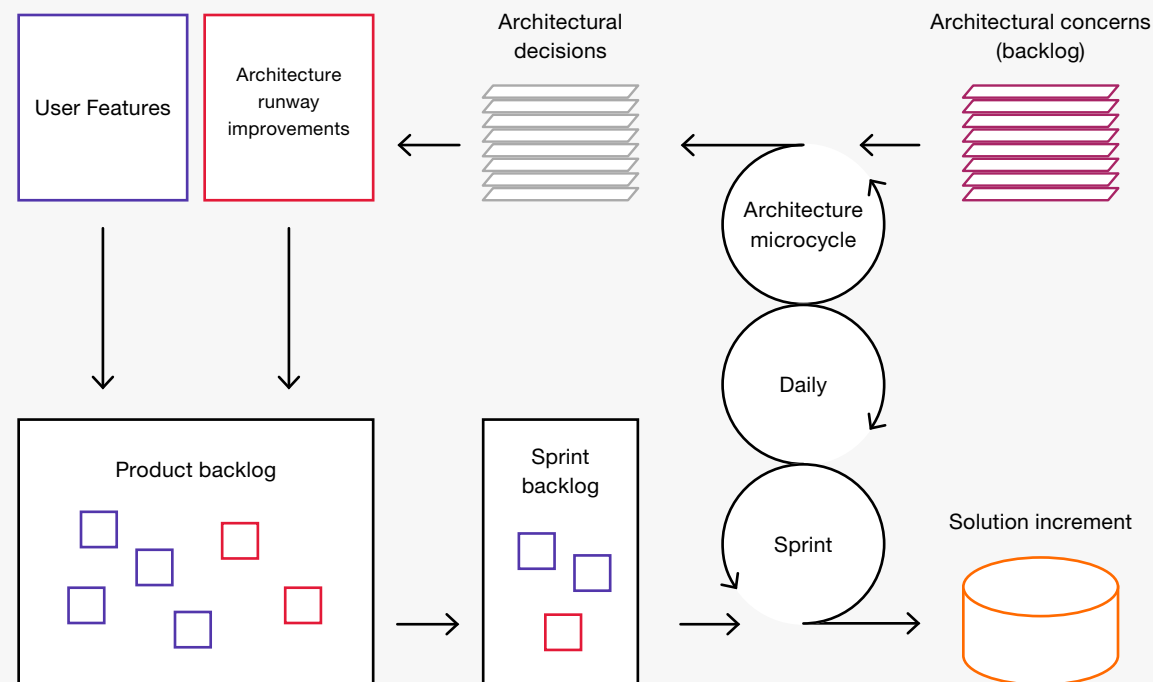 User Features
Architecture
runway
improvements
Architectural
decisions
Architectural concerns
(backlog)
Architecture
microcycle
Daily
Product backlog
Sprint
backlog
Sprint
Solution increment